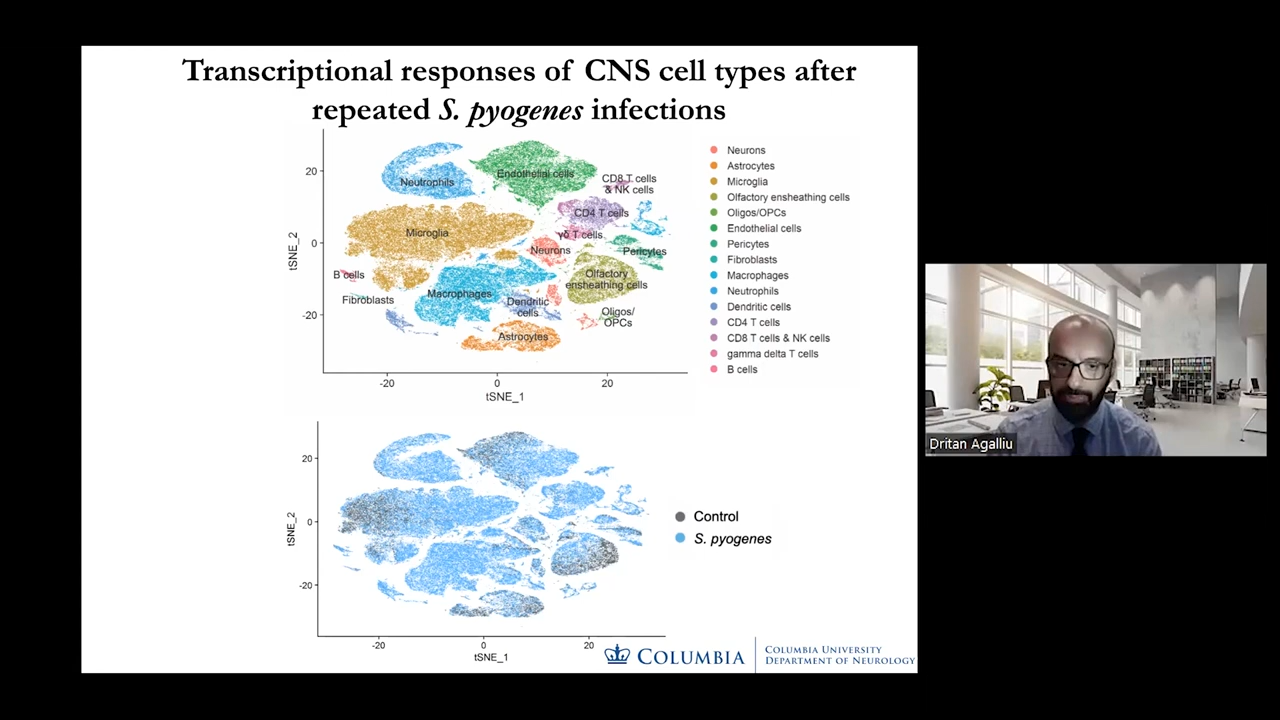 Transcriptional responses of CNS cell types after
repeated S. pyogenes infections
tSNE_2
20
0
-20
-20
0
20
tSNE_1
Neutrophils
Endothelial cells
CD8 T cells
& NK cells
CD4 T cells
γδ T cells
Microglia
Neurons
Pericytes
B cells
Olfactory
ensheathing cells
Fibroblasts
Macrophages
Dendritic
cells
Oligos/
OPCs
Astrocytes
Neurons
Astrocytes
Microglia
Olfactory ensheathing cells
Oligos/OPCs
Endothelial cells
Pericytes
Fibroblasts
Macrophages
Neutrophils
Dendritic cells
CD4 T cells
CD8 T cells & NK cells
gamma delta T cells
B cells
tSNE_2
20
0
-20
-20
0
20
tSNE_1
Control
S. pyogenes
COLUMBIA
COLUMBIA UNIVERSITY
DEPARTMENT OF NEUROLOGY
Dritan Agalliu